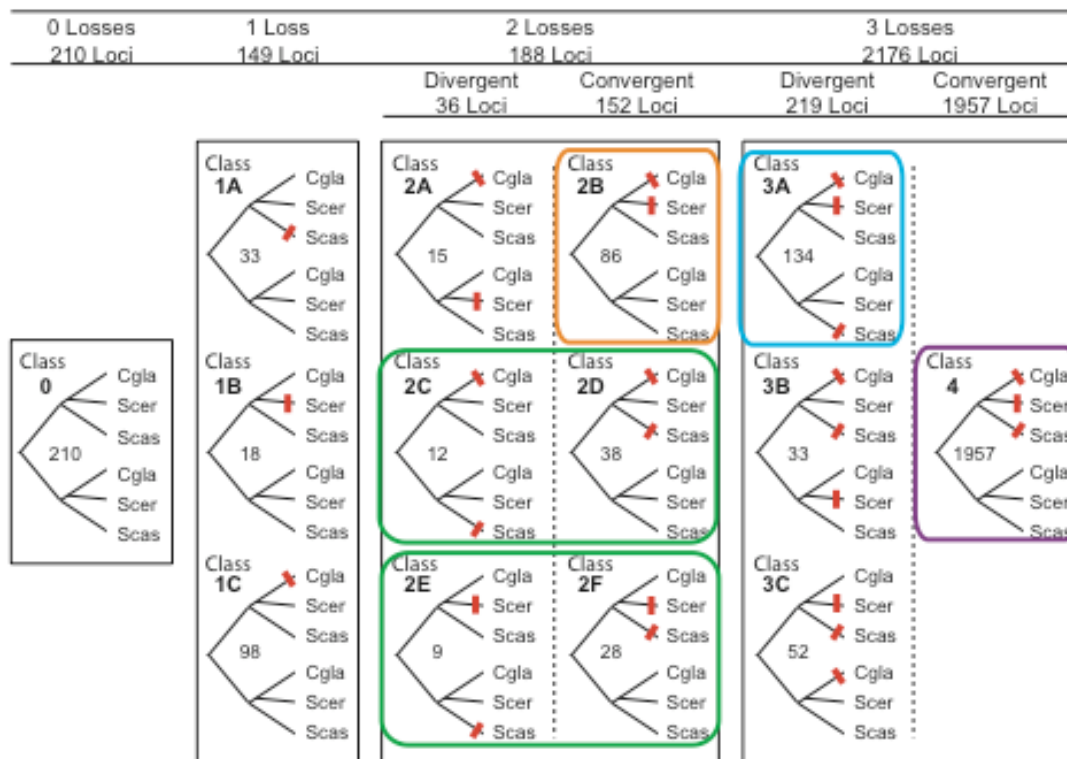 0 Losses 1 Loss 2 Losses 3 Losses
210 Loci 149 Loci 188 Loci 2176 Loci
Divergent Convergent Divergent Convergent
36 Loci 152 Loci 219 Loci 1957 Loci
Class 1A
Cgla
Scer
Scas
33
Cgla
Scer
Scas
Class 2A
Cgla
Scer
Scas
15
Cgla
Scer
Scas
Class 2B
Cgla
Scer
Scas
86
Cgla
Scer
Scas
Class 3A
Cgla
Scer
Scas
134
Cgla
Scer
Scas
Class 0
Cgla
Scer
Scas
210
Cgla
Scer
Scas
Class 1B
Cgla
Scer
Scas
18
Cgla
Scer
Scas
Class 2C
Cgla
Scer
Scas
12
Cgla
Scer
Scas
Class 2D
Cgla
Scer
Scas
38
Cgla
Scer
Scas
Class 3B
Cgla
Scer
Scas
33
Cgla
Scer
Scas
Class 4
Cgla
Scer
Scas
1957
Cgla
Scer
Scas
Class 1C
Cgla
Scer
Scas
98
Cgla
Scer
Scas
Class 2E
Cgla
Scer
Scas
9
Cgla
Scer
Scas
Class 2F
Cgla
Scer
Scas
28
Cgla
Scer
Scas
Class 3C
Cgla
Scer
Scas
52
Cgla
Scer
Scas